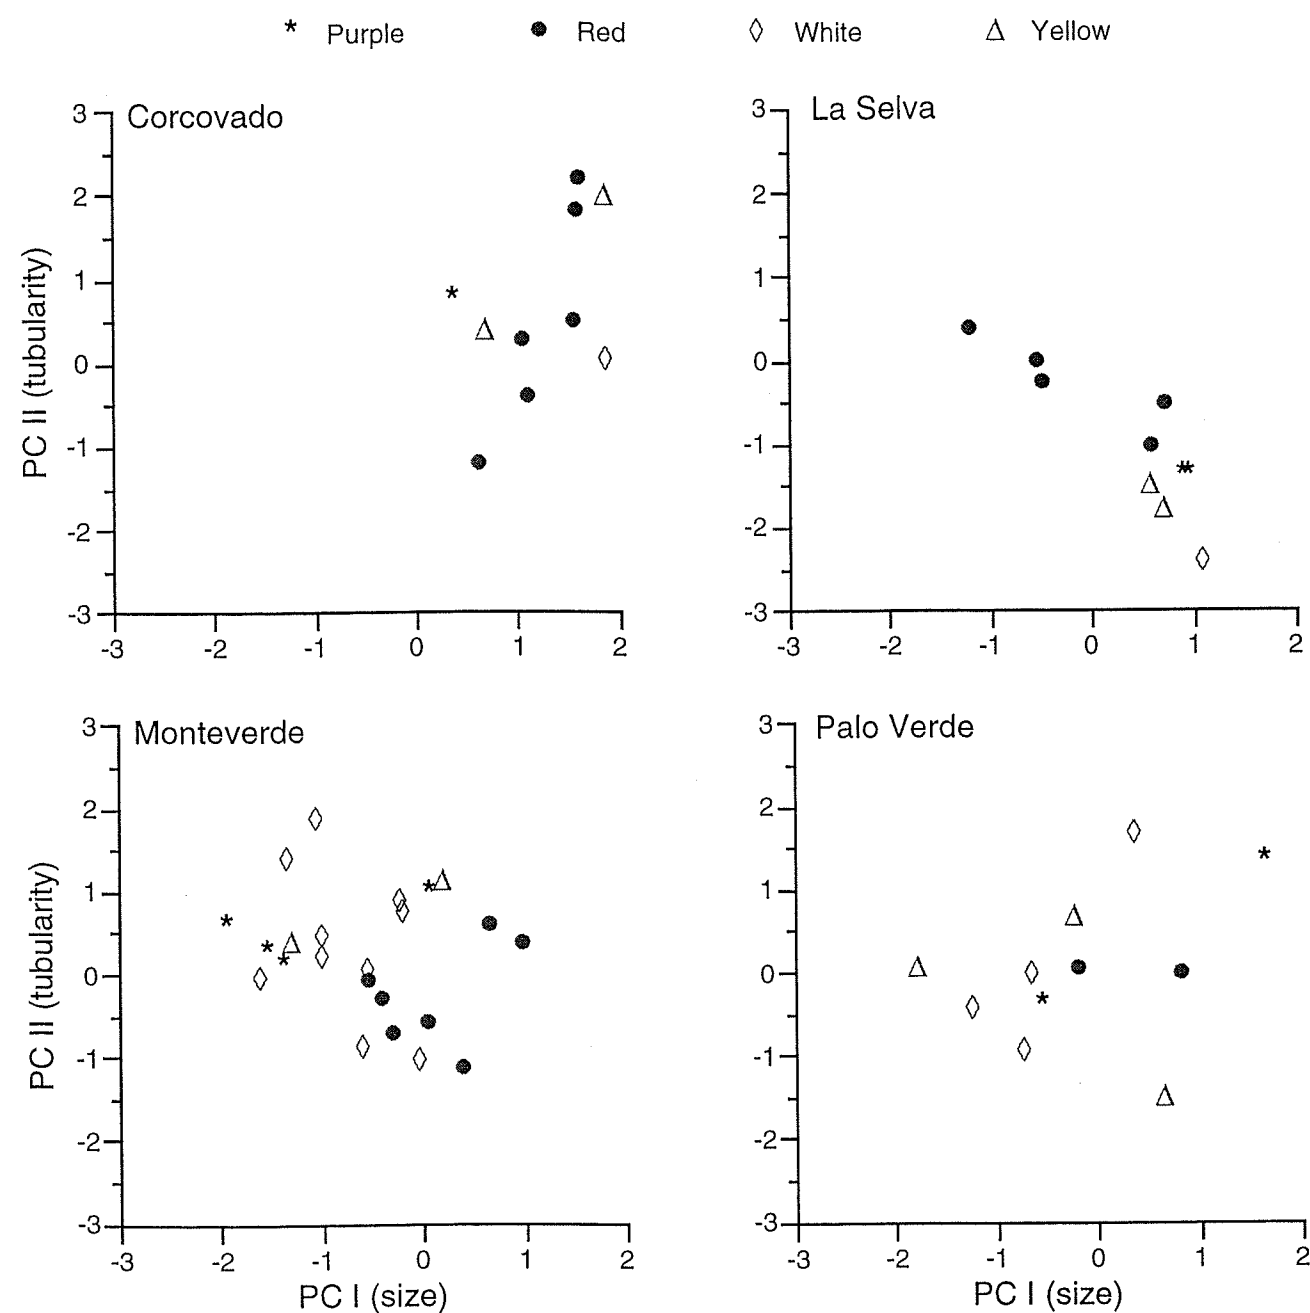 * Purple ● Red ◊ White △ Yellow
Corcovado
3
2
1
0
-1
-2
-3
-3 -2 -1 0 1 2
PC II (tubularity)
La Selva
3
2
1
0
-1
-2
-3
-3 -2 -1 0 1 2
Monteverde
3
2
1
0
-1
-2
-3
-3 -2 -1 0 1 2
PC II (tubularity)
PC I (size)
Palo Verde
3
2
1
0
-1
-2
-3
-3 -2 -1 0 1 2
PC I (size)